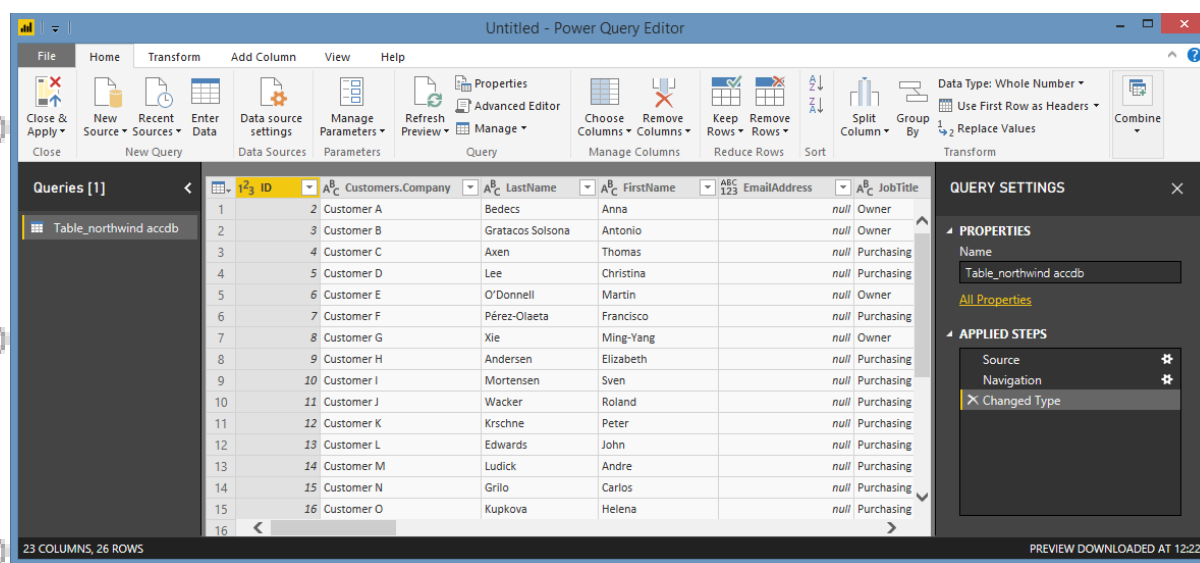 Untitled - Power Query Editor
File Home Transform Add Column View Help
Close & Apply
New Source
Recent Sources
Enter Data
Data source settings
Manage Parameters
Refresh Preview
Properties
Advanced Editor
Manage
Choose Columns
Remove Columns
Keep Rows
Remove Rows
Split Column
Group By
Data Type: Whole Number
Use First Row as Headers
Replace Values
Combine
Close New Query Data Sources Parameters Query Manage Columns Reduce Rows Sort Transform
Queries [1]
Table_northwind accdb
ID Customers.Company LastName FirstName EmailAddress JobTitle
1 2 Customer A Bedecs Anna null Owner
2 3 Customer B Gratacos Solsona Antonio null Owner
3 4 Customer C Axen Thomas null Purchasing
4 5 Customer D Lee Christina null Purchasing
5 6 Customer E O'Donnell Martin null Owner
6 7 Customer F Pérez-Olaeta Francisco null Purchasing
7 8 Customer G Xie Ming-Yang null Owner
8 9 Customer H Andersen Elizabeth null Purchasing
9 10 Customer I Mortensen Sven null Purchasing
10 11 Customer J Wacker Roland null Purchasing
11 12 Customer K Krschne Peter null Purchasing
12 13 Customer L Edwards John null Purchasing
13 14 Customer M Ludick Andre null Purchasing
14 15 Customer N Grilo Carlos null Purchasing
15 16 Customer O Kupkova Helena null Purchasing
16
QUERY SETTINGS
PROPERTIES
Name
Table_northwind accdb
All Properties
APPLIED STEPS
Source
Navigation
Changed Type
23 COLUMNS, 26 ROWS
PREVIEW DOWNLOADED AT 12:22